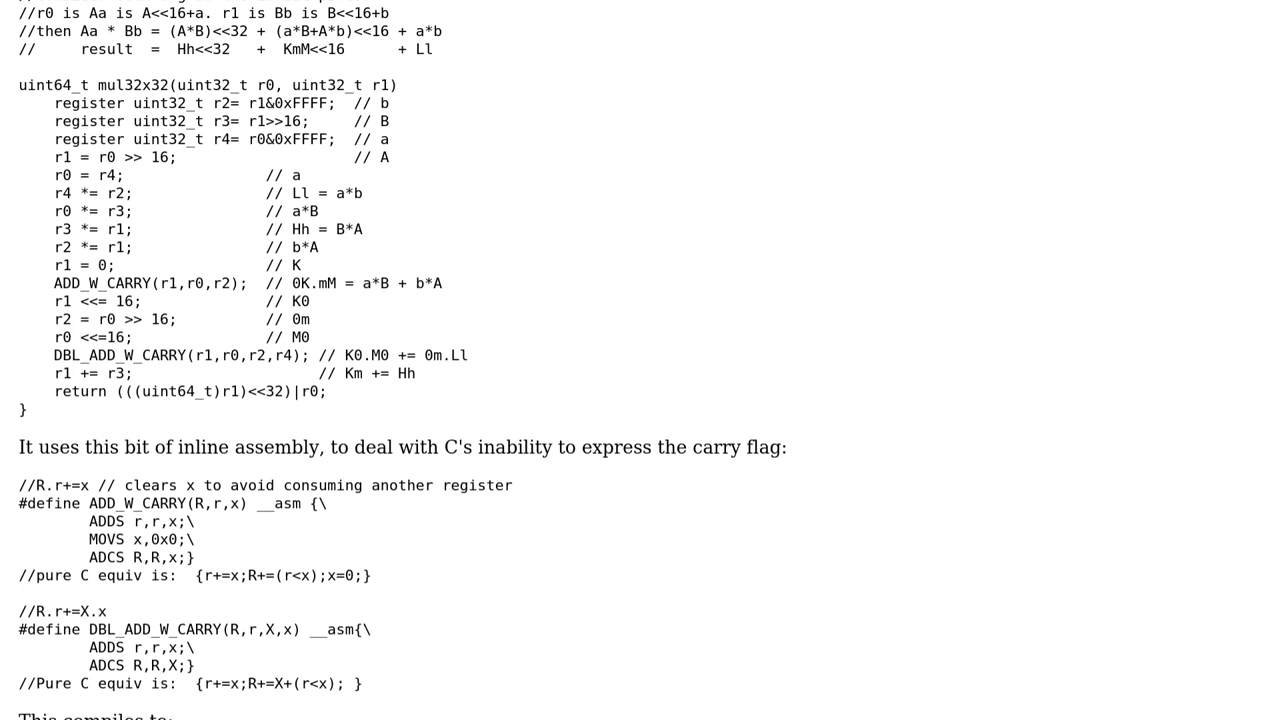 //r0 is Aa is A<<16+a. r1 is Bb is B<<16+b
//then Aa * Bb = (A*B)<<32 + (a*B+A*b)<<16 + a*b
//     result  =  Hh<<32   +  KmM<<16      + Ll

uint64_t mul32x32(uint32_t r0, uint32_t r1)
    register uint32_t r2= r1&0xFFFF;  // b
    register uint32_t r3= r1>>16;     // B
    register uint32_t r4= r0&0xFFFF;  // a
    r1 = r0 >> 16;                    // A
    r0 = r4;                // a
    r4 *= r2;               // Ll = a*b
    r0 *= r3;               // a*B
    r3 *= r1;               // Hh = B*A
    r2 *= r1;               // b*A
    r1 = 0;                 // K
    ADD_W_CARRY(r1,r0,r2);  // 0K.mM = a*B + b*A
    r1 <<= 16;              // K0
    r2 = r0 >> 16;          // 0m
    r0 <<=16;               // M0
    DBL_ADD_W_CARRY(r1,r0,r2,r4); // K0.M0 += 0m.Ll
    r1 += r3;                     // Km += Hh
    return (((uint64_t)r1)<<32)|r0;
}
It uses this bit of inline assembly, to deal with C's inability to express the carry flag:
//R.r+=x // clears x to avoid consuming another register
#define ADD_W_CARRY(R,r,x) __asm {\
        ADDS r,r,x;\
        MOVS x,0x0;\
        ADCS R,R,x;}
//pure C equiv is:  {r+=x;R+=(r<x);x=0;}

//R.r+=X.x
#define DBL_ADD_W_CARRY(R,r,X,x) __asm{\
        ADDS r,r,x;\
        ADCS R,R,X;}
//Pure C equiv is:  {r+=x;R+=X+(r<x); }
This compiles to: